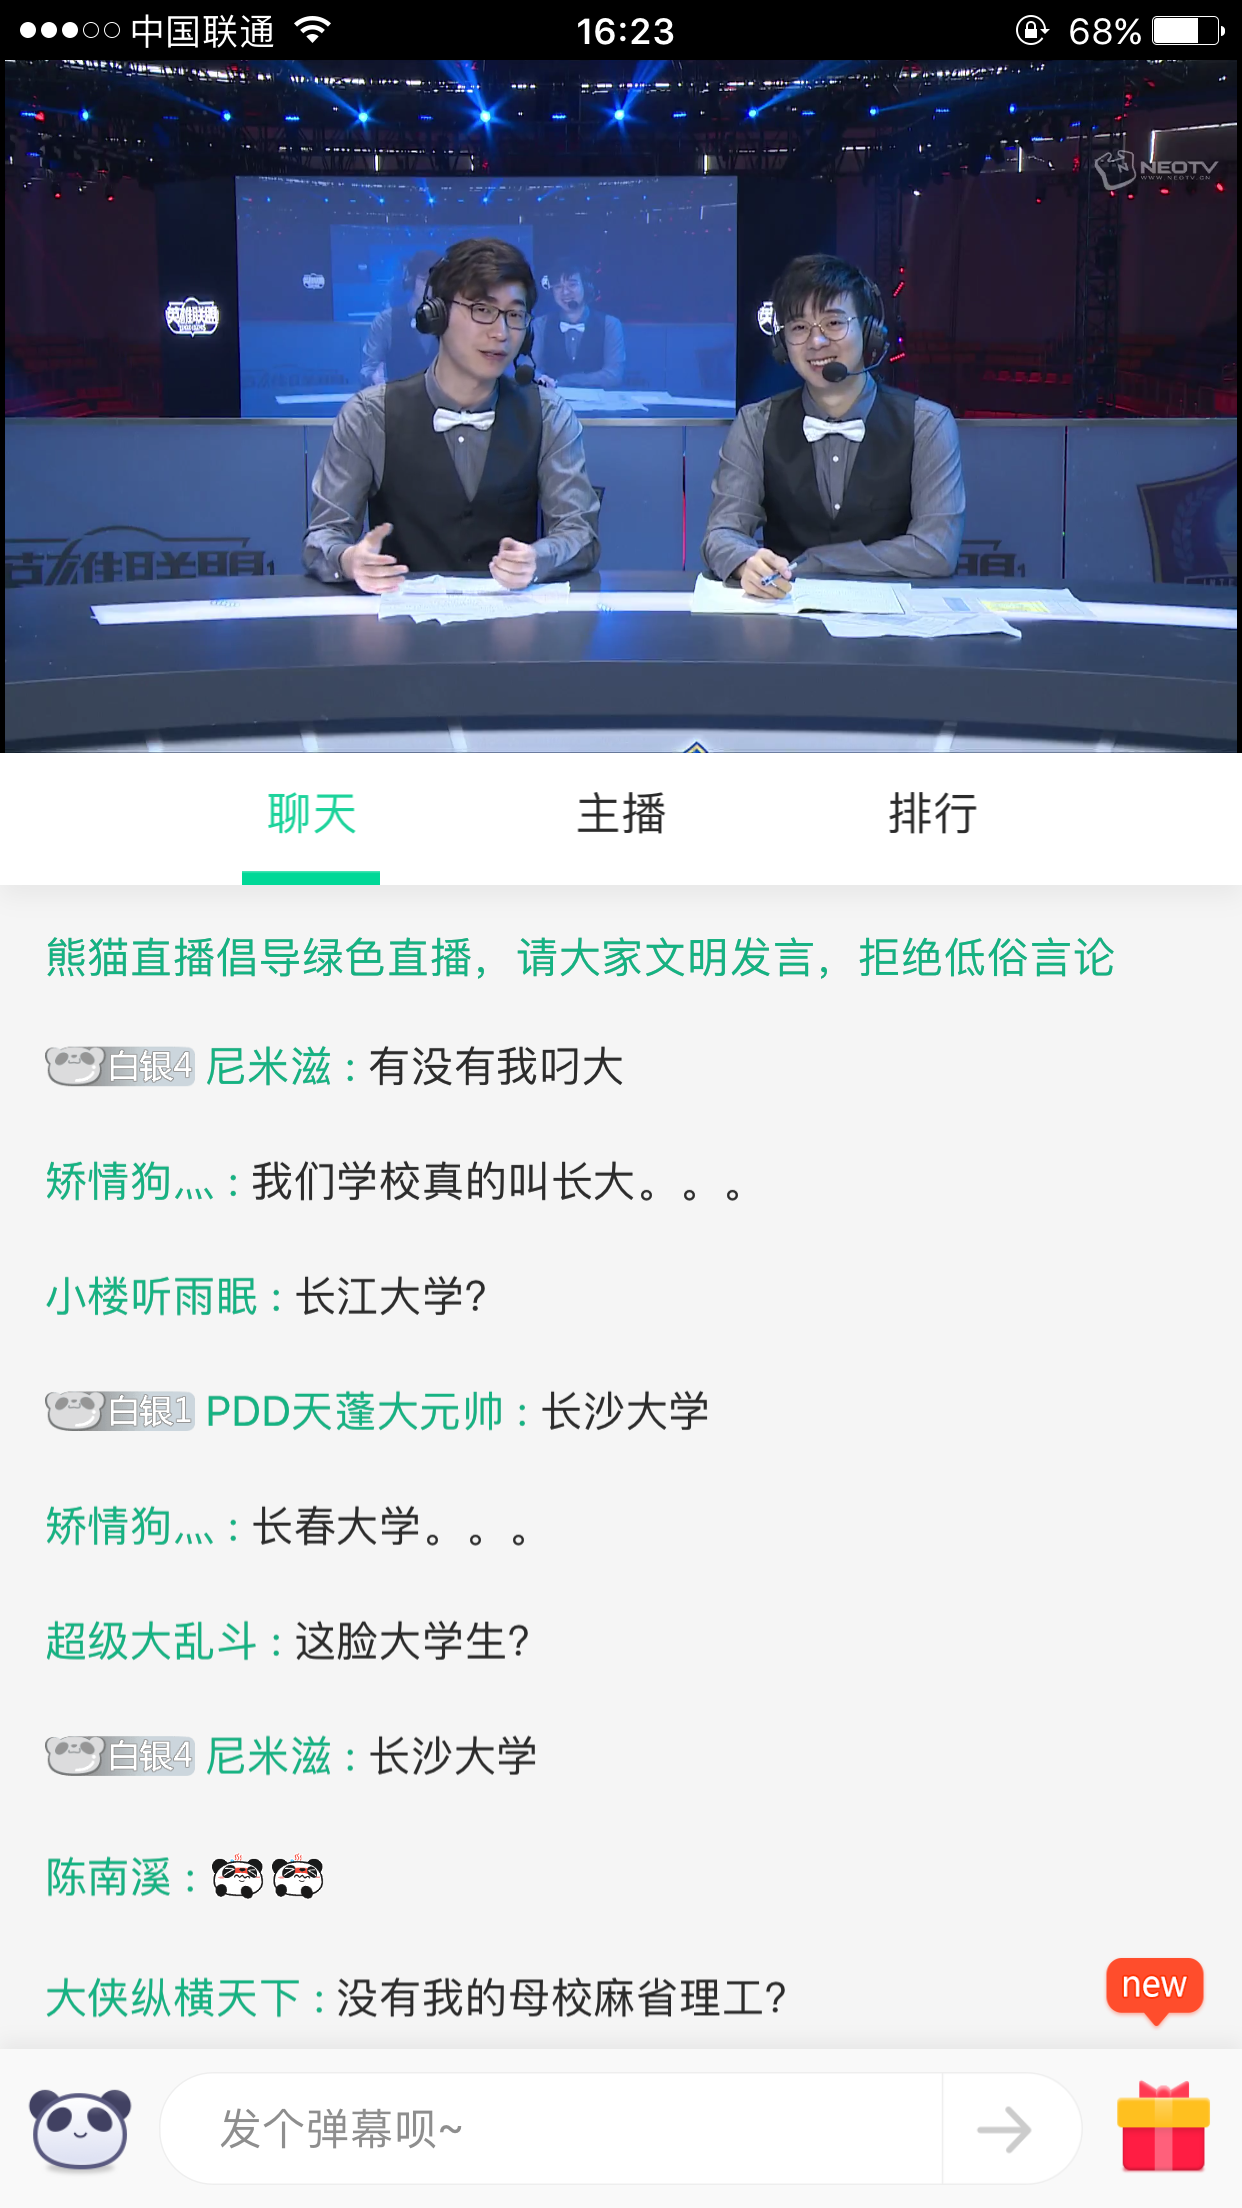 中国联通 16:23 68%
NEOTV
WWW.NEOTV.CN
英雄联盟
英雄联盟
聊天 主播 排行
熊猫直播倡导绿色直播，请大家文明发言，拒绝低俗言论
白银4 尼米滋 : 有没有我叼大
矫情狗灬 : 我们学校真的叫长大。。。
小楼听雨眠 : 长江大学?
白银1 PDD天蓬大元帅 : 长沙大学
矫情狗灬 : 长春大学。。。
超级大乱斗 : 这脸大学生?
白银4 尼米滋 : 长沙大学
陈南溪 :
大侠纵横天下 : 没有我的母校麻省理工?
new
发个弹幕呗~